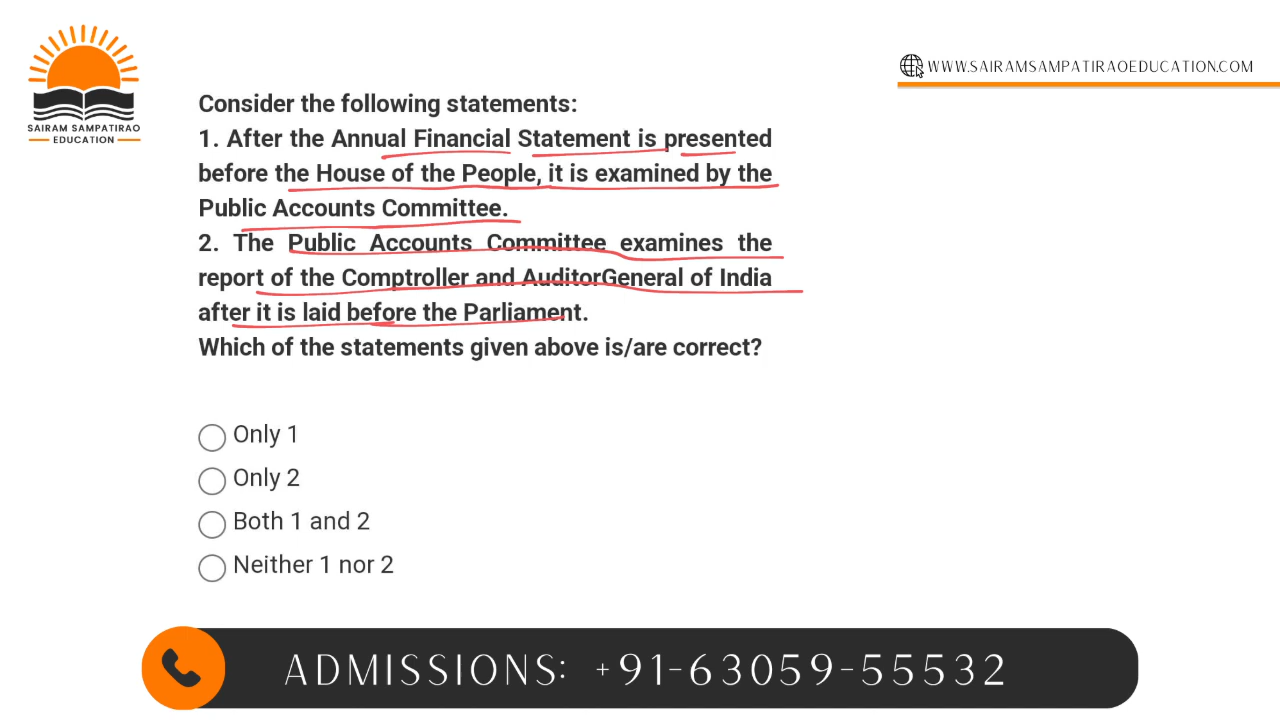 SAIRAM SAMPATIRAO
EDUCATION
WWW.SAIRAMSAMPATIRAOEDUCATION.COM
Consider the following statements:
1. After the Annual Financial Statement is presented
before the House of the People, it is examined by the
Public Accounts Committee.
2. The Public Accounts Committee examines the
report of the Comptroller and AuditorGeneral of India
after it is laid before the Parliament.
Which of the statements given above is/are correct?
Only 1
Only 2
Both 1 and 2
Neither 1 nor 2
ADMISSIONS: +91-63059-55532